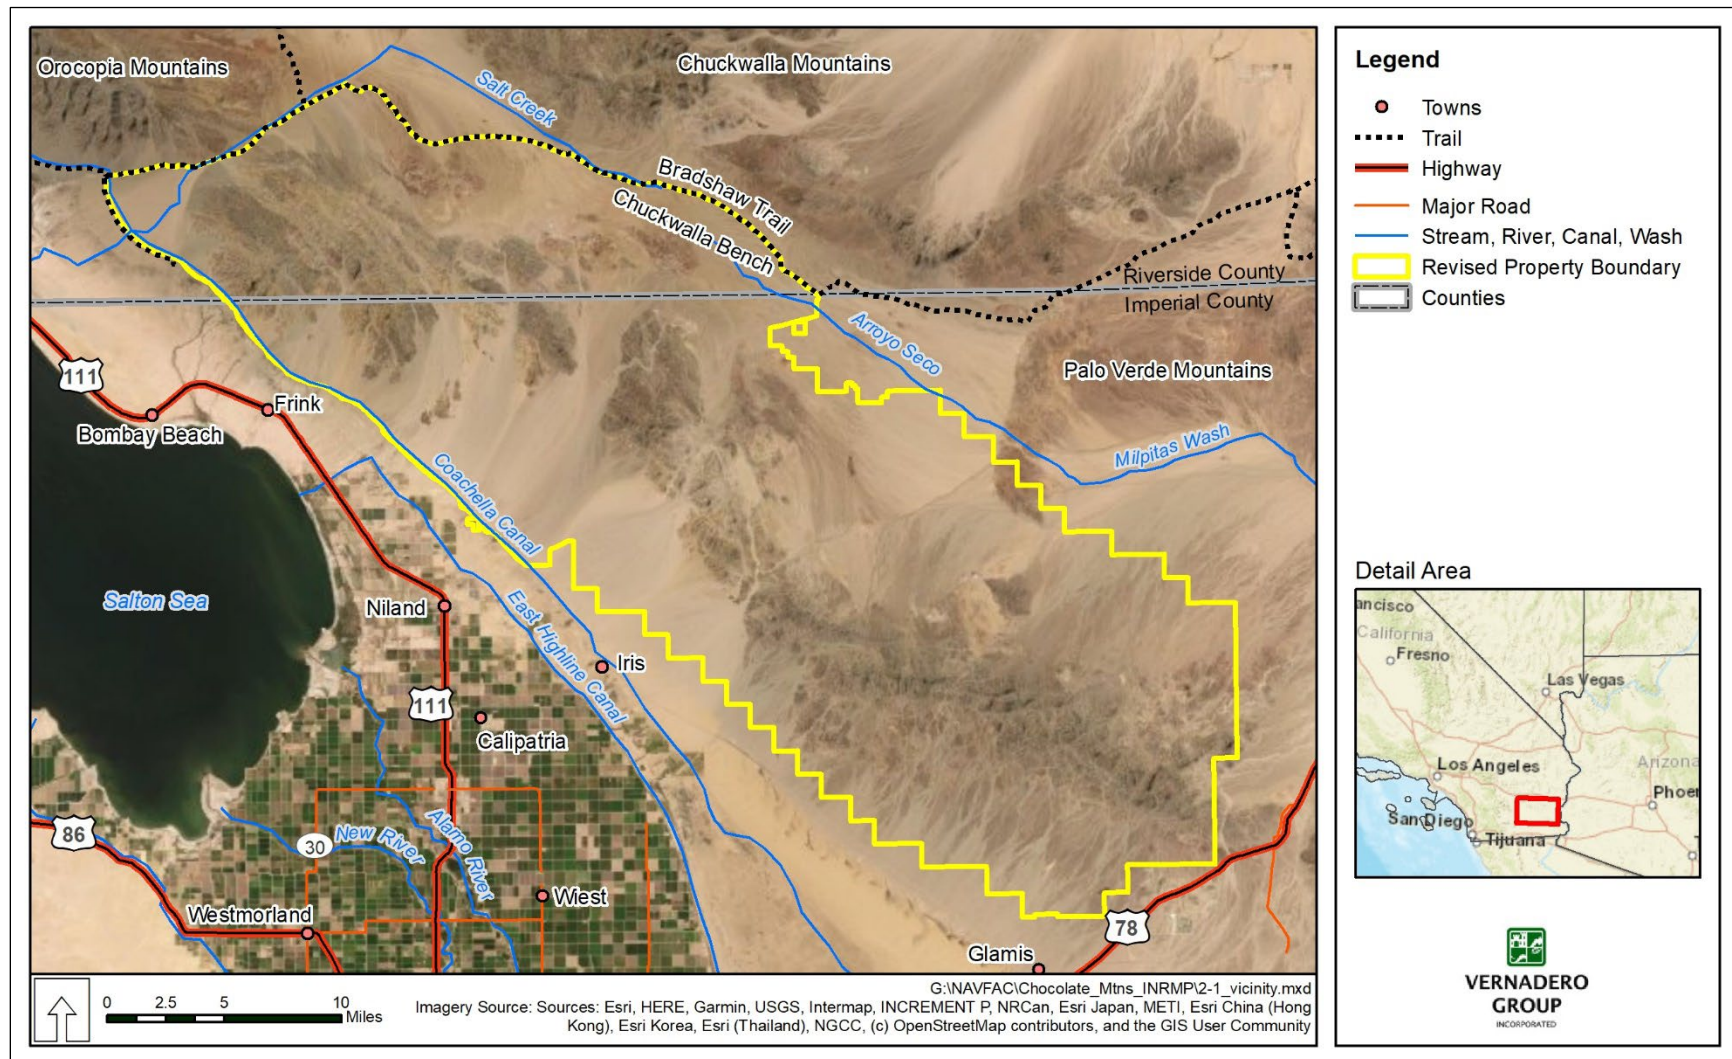 Orocopia Mountains
Chuckwalla Mountains
Salt Creek
Bradshaw Trail
Chuckwalla Bench
Riverside County
Imperial County
Arroyo Seco
Palo Verde Mountains
111
Frink
Bombay Beach
Milpitas Wash
Coachella Canal
Salton Sea
Niland
East Highline Canal
Iris
111
Calipatria
86
30
New River
Alamo River
Wiest
Westmorland
78
Glamis
0 2.5 5 10
Miles
G:\NAVFAC\Chocolate_Mtns_INRMP\2-1_vicinity.mxd
Imagery Source: Sources: Esri, HERE, Garmin, USGS, Intermap, INCREMENT P, NRCan, Esri Japan, METI, Esri China (Hong
Kong), Esri Korea, Esri (Thailand), NGCC, (c) OpenStreetMap contributors, and the GIS User Community
Legend
Towns
Trail
Highway
Major Road
Stream, River, Canal, Wash
Revised Property Boundary
Counties
Detail Area
ancisco
California
Fresno
Las Vegas
Los Angeles
Arizona
Phoer
San Diego
Tijuana
VERNADERO
GROUP
INCORPORATED